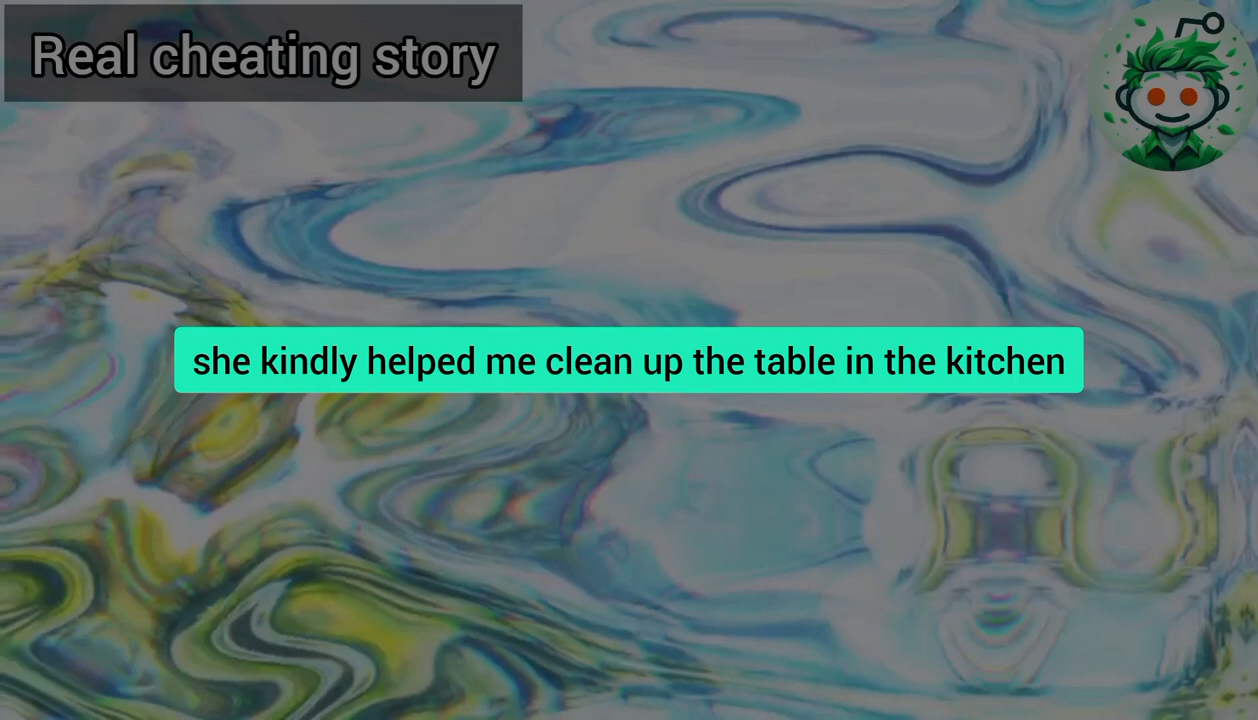 Real cheating story
she kindly helped me clean up the table in the kitchen